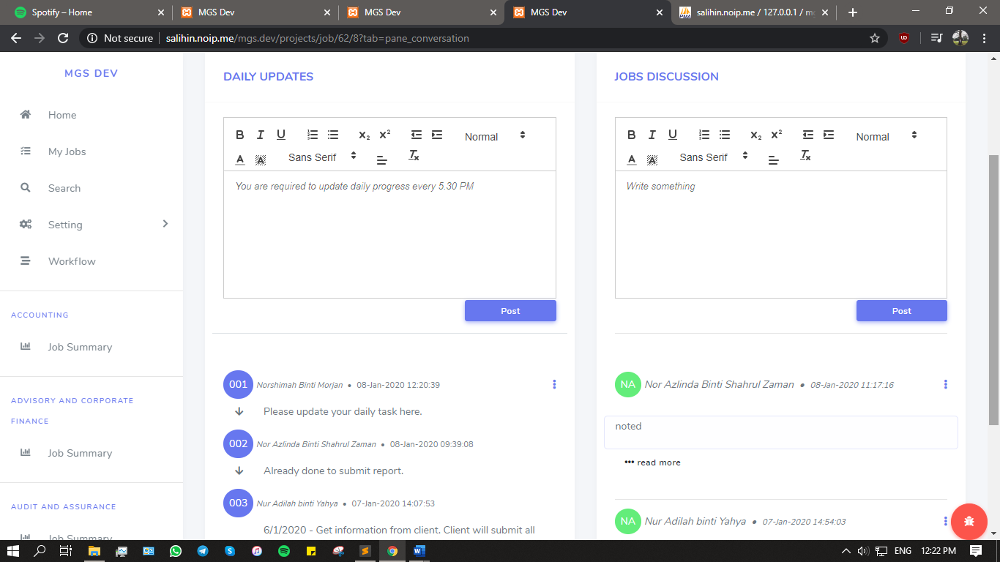 Spotify – Home
MGS Dev
MGS Dev
MGS Dev
salihin.noip.me / 127.0.0.1 / m
Not secure
salihin.noip.me/mgs.dev/projects/job/62/8?tab=pane_conversation
MGS DEV
Home
My Jobs
Search
Setting
Workflow
ACCOUNTING
Job Summary
ADVISORY AND CORPORATE
FINANCE
Job Summary
AUDIT AND ASSURANCE
Job Summary
DAILY UPDATES
B I U x₂ x² Normal
A A Sans Serif Tx
You are required to update daily progress every 5.30 PM
Post
001 Norshimah Binti Morjan • 08-Jan-2020 12:20:39
Please update your daily task here.
002 Nor Azlinda Binti Shahrul Zaman • 08-Jan-2020 09:39:08
Already done to submit report.
003 Nur Adilah binti Yahya • 07-Jan-2020 14:07:53
6/1/2020 - Get information from client. Client will submit all
JOBS DISCUSSION
B I U x₂ x² Normal
A A Sans Serif Tx
Write something
Post
NA Nor Azlinda Binti Shahrul Zaman • 08-Jan-2020 11:17:16
noted
••• read more
NA Nur Adilah binti Yahya • 07-Jan-2020 14:54:03
ENG 12:22 PM